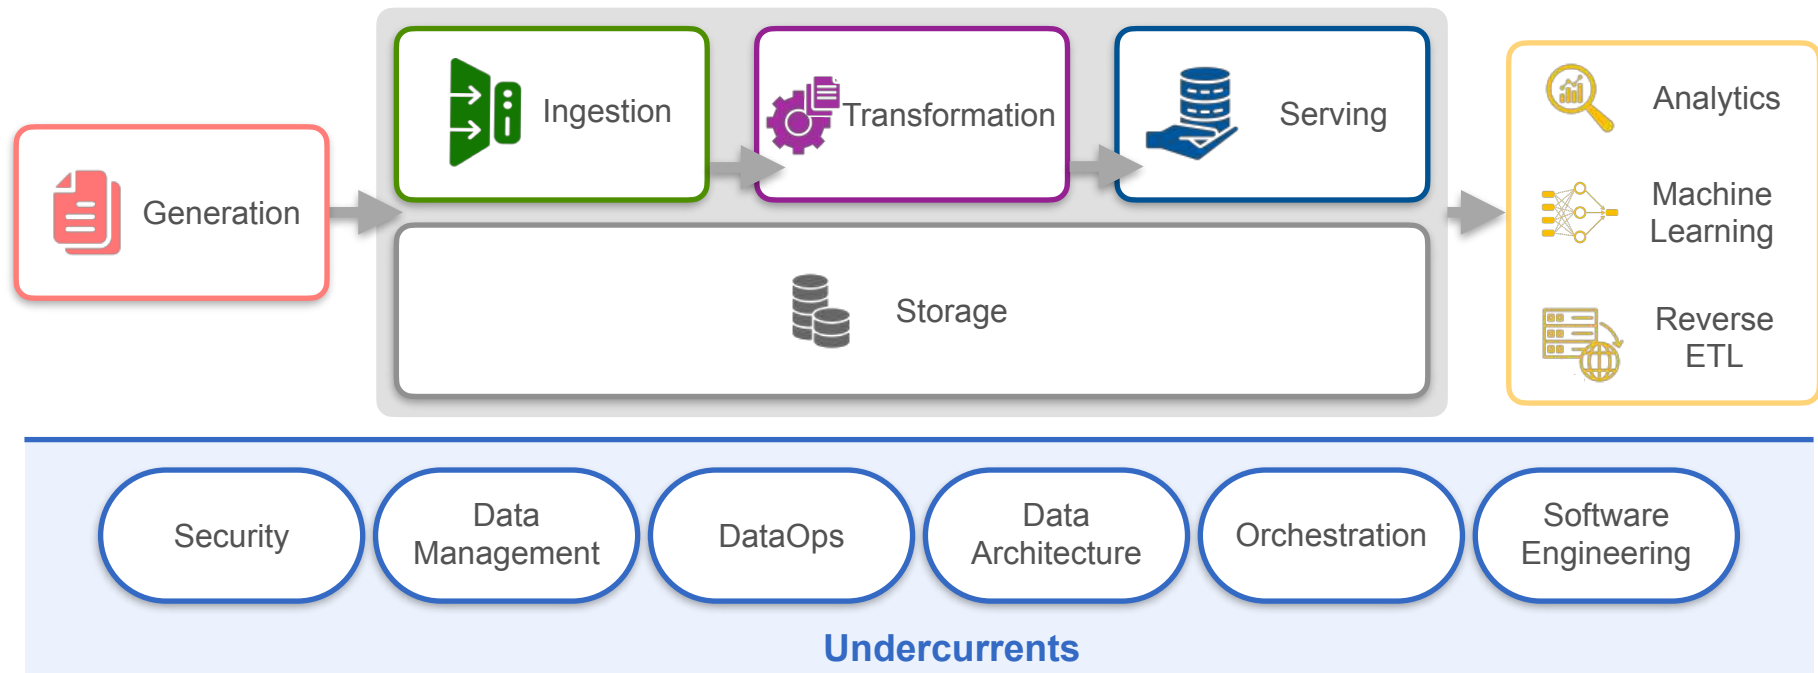 Generation
Ingestion
Transformation
Serving
Storage
Analytics
Machine
Learning
Reverse
ETL
Security
Data
Management
DataOps
Data
Architecture
Orchestration
Software
Engineering
Undercurrents